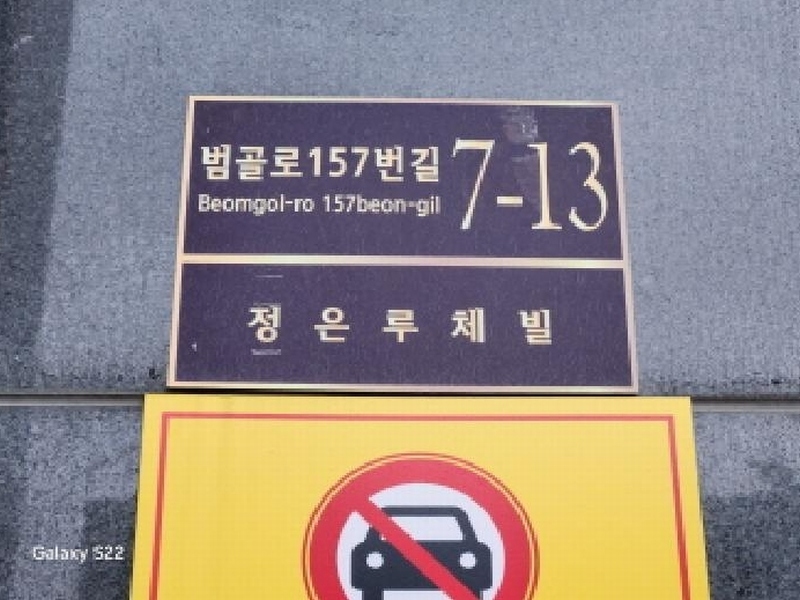 범골로157번길 7-13
Beomgol-ro 157beon-gil
정은루체빌
Galaxy S22